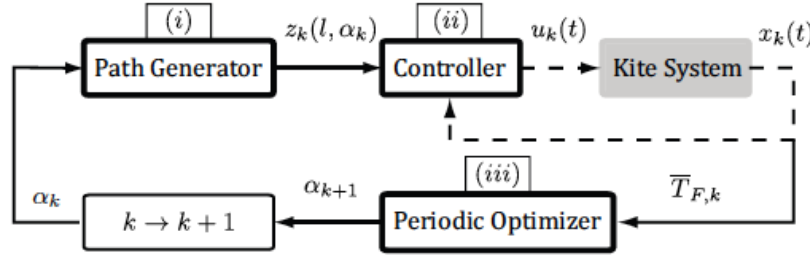 (i)
Path Generator
z_k(l, α_k)
(ii)
Controller
u_k(t)
Kite System
x_k(t)
α_k
k → k + 1
α_{k+1}
(iii)
Periodic Optimizer
T̅_{F,k}